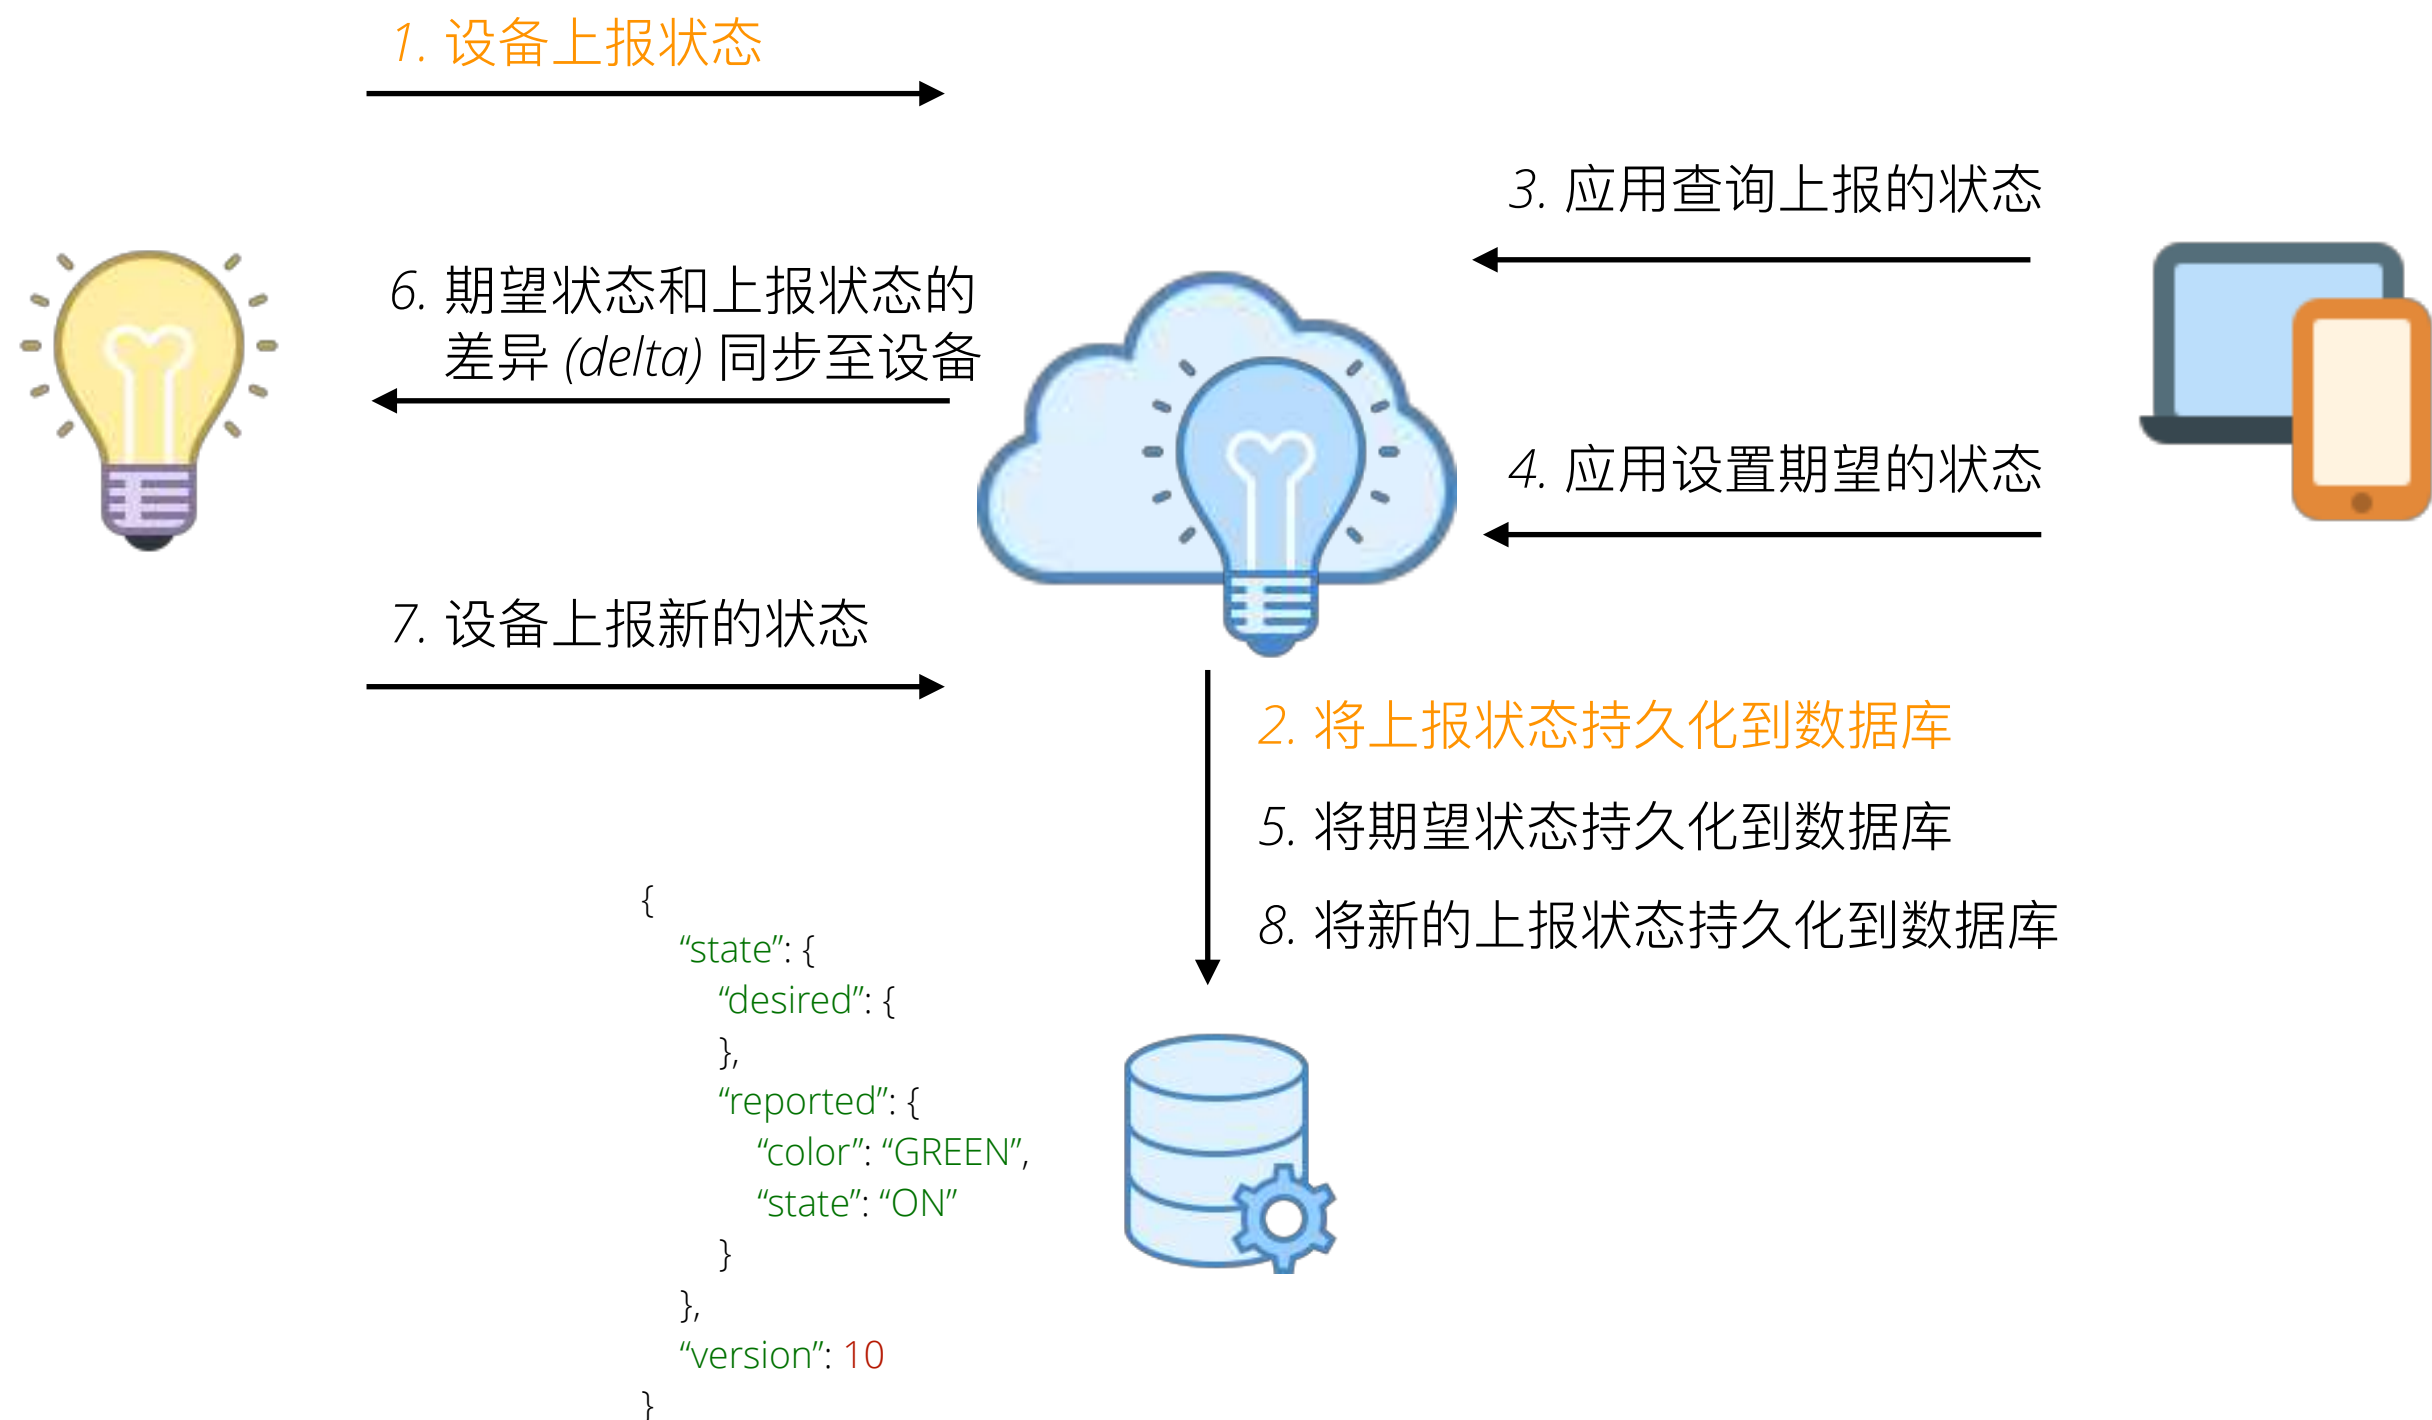 1. 设备上报状态
3. 应用查询上报的状态
6. 期望状态和上报状态的
差异 (delta) 同步至设备
4. 应用设置期望的状态
7. 设备上报新的状态
2. 将上报状态持久化到数据库
5. 将期望状态持久化到数据库
8. 将新的上报状态持久化到数据库
{
“state”: {
“desired”: {
},
“reported”: {
“color”: “GREEN”,
“state”: “ON”
}
},
“version”: 10
}